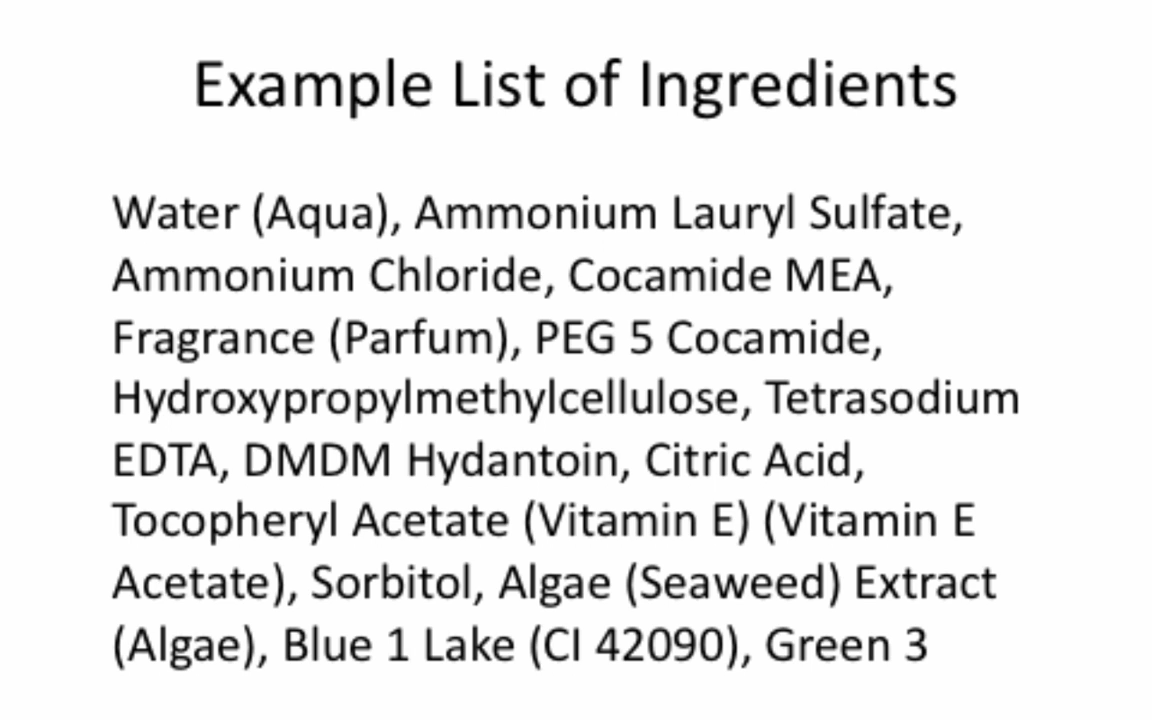 Example List of Ingredients
Water (Aqua), Ammonium Lauryl Sulfate,
Ammonium Chloride, Cocamide MEA,
Fragrance (Parfum), PEG 5 Cocamide,
Hydroxypropylmethylcellulose, Tetrasodium
EDTA, DMDM Hydantoin, Citric Acid,
Tocopheryl Acetate (Vitamin E) (Vitamin E
Acetate), Sorbitol, Algae (Seaweed) Extract
(Algae), Blue 1 Lake (CI 42090), Green 3